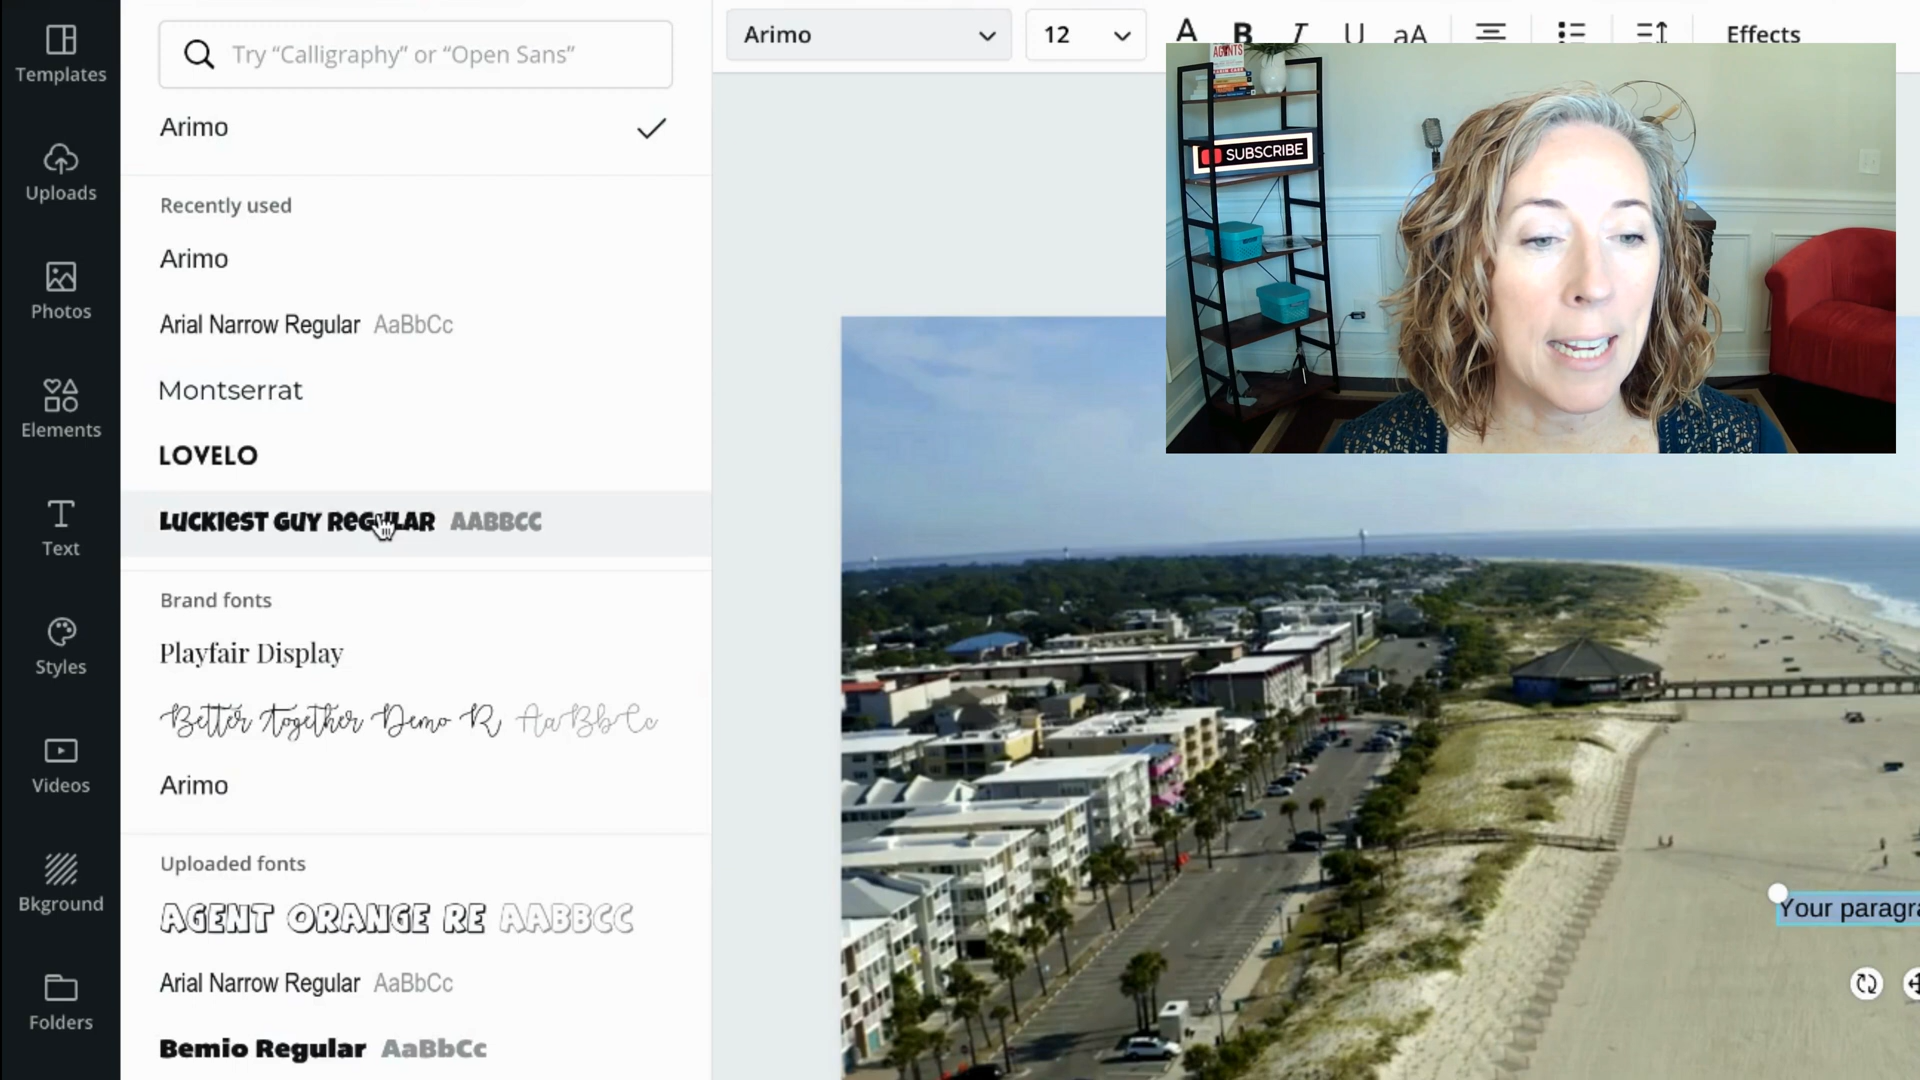 Templates
Uploads
Photos
Elements
Text
Styles
Videos
Bkground
Folders
Try “Calligraphy” or “Open Sans”
Arimo
Recently used
Arimo
Arial Narrow Regular AaBbCc
Montserrat
LOVELO
LUCKIEST GUY REGULAR AABBCC
Brand fonts
Playfair Display
Better Together Demo R AaBbCc
Arimo
Uploaded fonts
AGENT ORANGE RE AABBCC
Arial Narrow Regular AaBbCc
Bemio Regular AaBbCc
Arimo 12 A B I U aA Effects
AGENTS
SUBSCRIBE
Your paragra